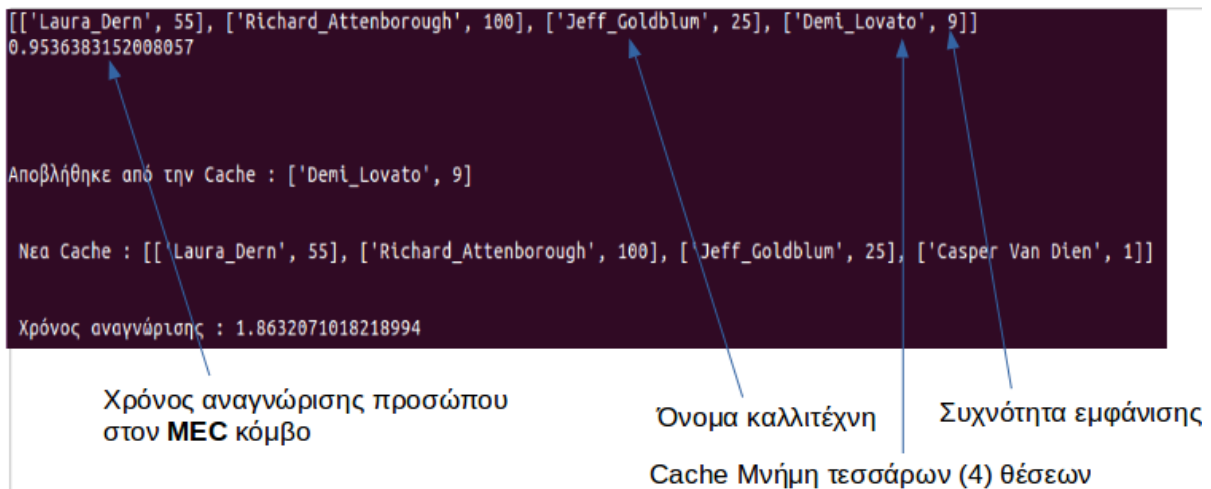 [['Laura_Dern', 55], ['Richard_Attenborough', 100], ['Jeff_Goldblum', 25], ['Demi_Lovato', 9]]
0.9536383152008057
Αποβλήθηκε από την Cache : ['Demi_Lovato', 9]
Νεα Cache : [['Laura_Dern', 55], ['Richard_Attenborough', 100], ['Jeff_Goldblum', 25], ['Casper Van Dien', 1]]
Χρόνος αναγνώρισης : 1.8632071018218994
Χρόνος αναγνώρισης προσώπου
στον MEC κόμβο
Όνομα καλλιτέχνη
Συχνότητα εμφάνισης
Cache Μνήμη τεσσάρων (4) θέσεων